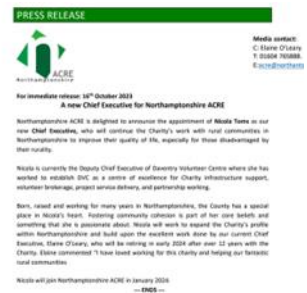 PRESS RELEASE
Media contact:
C: Elaine O'Leary
T: 01604 765888
ACRE
Northamptonshire
For immediate release: 16th October 2023
A new Chief Executive for Northamptonshire ACRE
Northamptonshire ACRE is delighted to announce the appointment of Nicola Toms as our
new Chief Executive, who will continue the Charity's work with rural communities in
Northamptonshire to improve their quality of life, especially for those disadvantaged by
their rurality.
Nicola is currently the Deputy Chief Executive of Daventry Volunteer Centre where she has
worked to establish DVC as a centre of excellence for Charity infrastructure support,
volunteer brokerage, project service delivery, and partnership working.
Born, raised and working for many years in Northamptonshire, the County has a special
place in Nicola's heart. Fostering community cohesion is part of her core beliefs and
something that she is passionate about. Nicola will work to expand the Charity's profile
within Northamptonshire and build upon the excellent work done by our current Chief
Executive, Elaine O'Leary, who will be retiring in early 2024 after over 12 years with the
Charity. Elaine commented "I have loved working for this charity and helping our fantastic
rural communities
Nicola will join Northamptonshire ACRE in January 2024.
--- ENDS ---